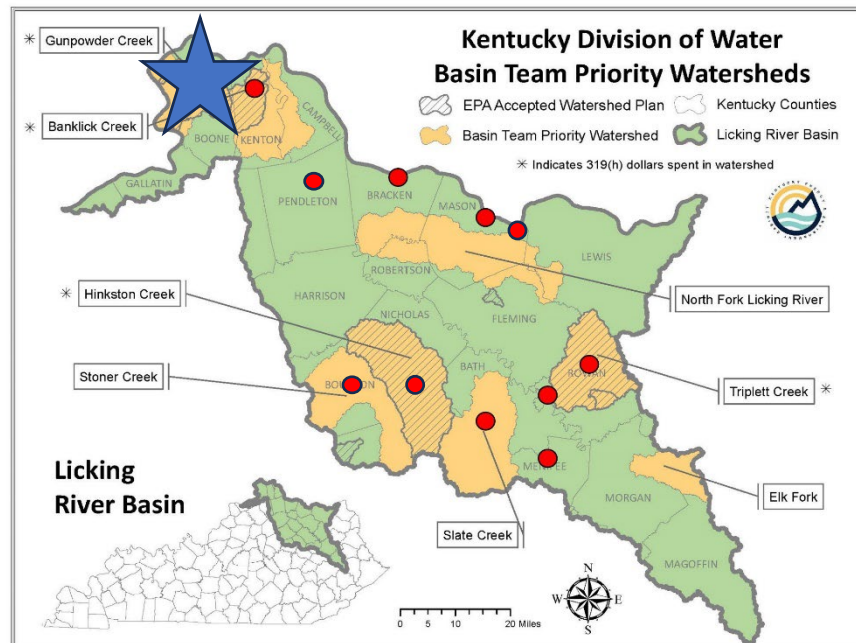 Kentucky Division of Water
Basin Team Priority Watersheds
EPA Accepted Watershed Plan
Kentucky Counties
Basin Team Priority Watershed
Licking River Basin
✳ Indicates 319(h) dollars spent in watershed
✳ Gunpowder Creek
✳ Banklick Creek
BOONE
KENTON
CAMPBELL
GALLATIN
PENDLETON
BRACKEN
MASON
LEWIS
ROBERTSON
HARRISON
North Fork Licking River
✳ Hinkston Creek
NICHOLAS
FLEMING
Stoner Creek
BATH
ROWAN
Triplett Creek ✳
MENIFEE
MORGAN
Elk Fork
Slate Creek
MAGOFFIN
Licking
River Basin
0 5 10 20 Miles
N
W E
S